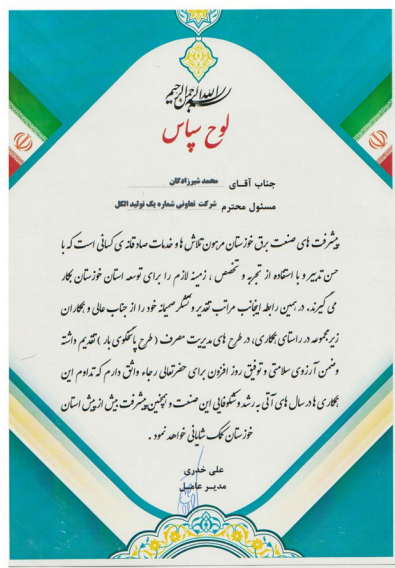 بسم الله الرحمن الرحیم
لوح سپاس
جناب آقای محمد شیرزادگان
مسئول محترم شرکت تعاونی شماره یک تولید الکل
پیشرفت های صنعت برق خوزستان مرهون تلاش ها و خدمات صادقانه ی کسانی است که با
حسن تدبیر و با استفاده از تجربه و تخصص ، زمینه لازم را برای توسعه استان خوزستان بکار
می گیرند. در همین رابطه اینجانب مراتب تقدیر و تشکر صمیمانه خود را از جناب عالی و همکاران
زیرمجموعه در راستای همکاری، در طرح های مدیریت مصرف ( طرح پاسخگوی بار ) تقدیم داشته
وضمن آرزوی سلامتی و توفیق روز افزون برای حضرتعالی رجاء واثق دارم که تداوم این
همکاری ها در سال های آتی به رشد و شکوفایی این صنعت و همچنین پیشرفت بیش از پیش استان
خوزستان کمک شایانی خواهد نمود .
علی خدری
مدیر عامل